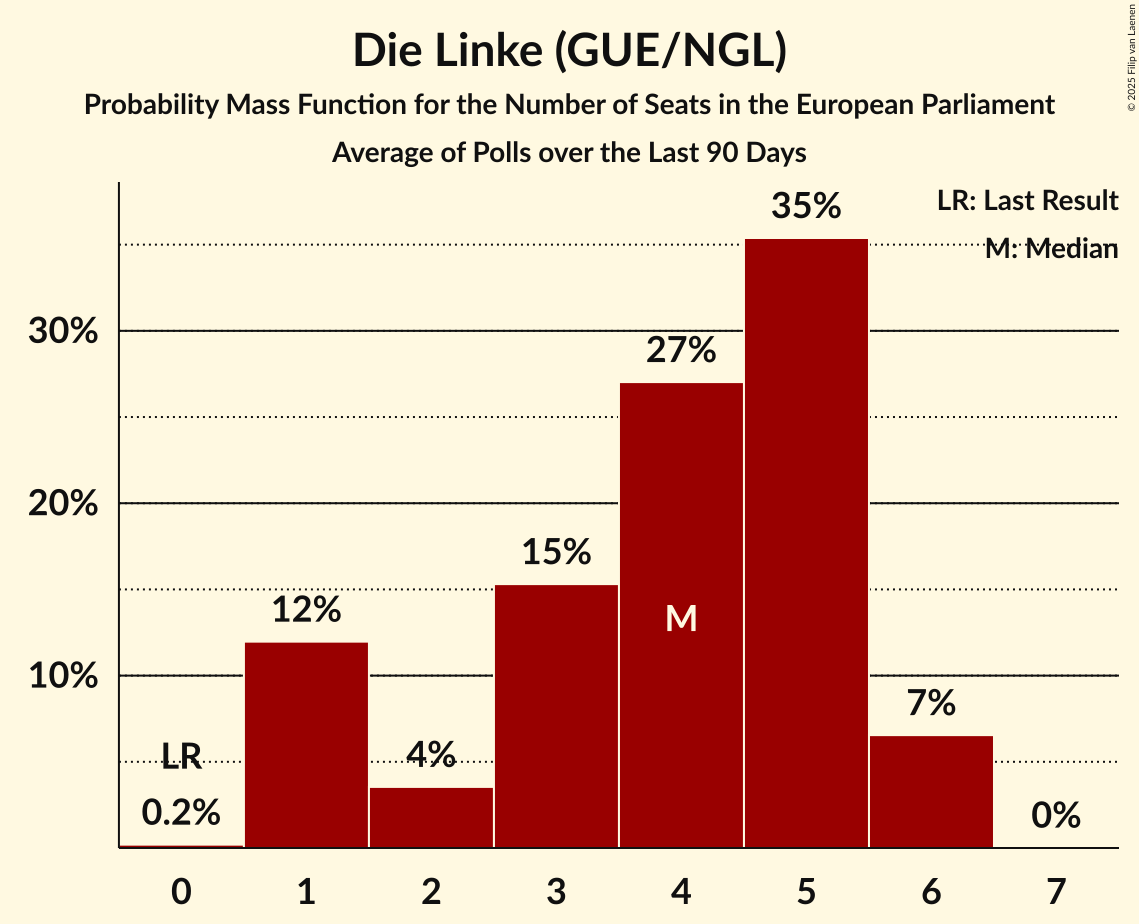 Die Linke (GUE/NGL)
Probability Mass Function for the Number of Seats in the European Parliament
Average of Polls over the Last 90 Days
© 2025 Filip van Laenen
LR: Last Result
M: Median
35%
30%
27%
20%
15%
M
12%
10%
7%
LR
4%
0.2%
0%
0 1 2 3 4 5 6 7